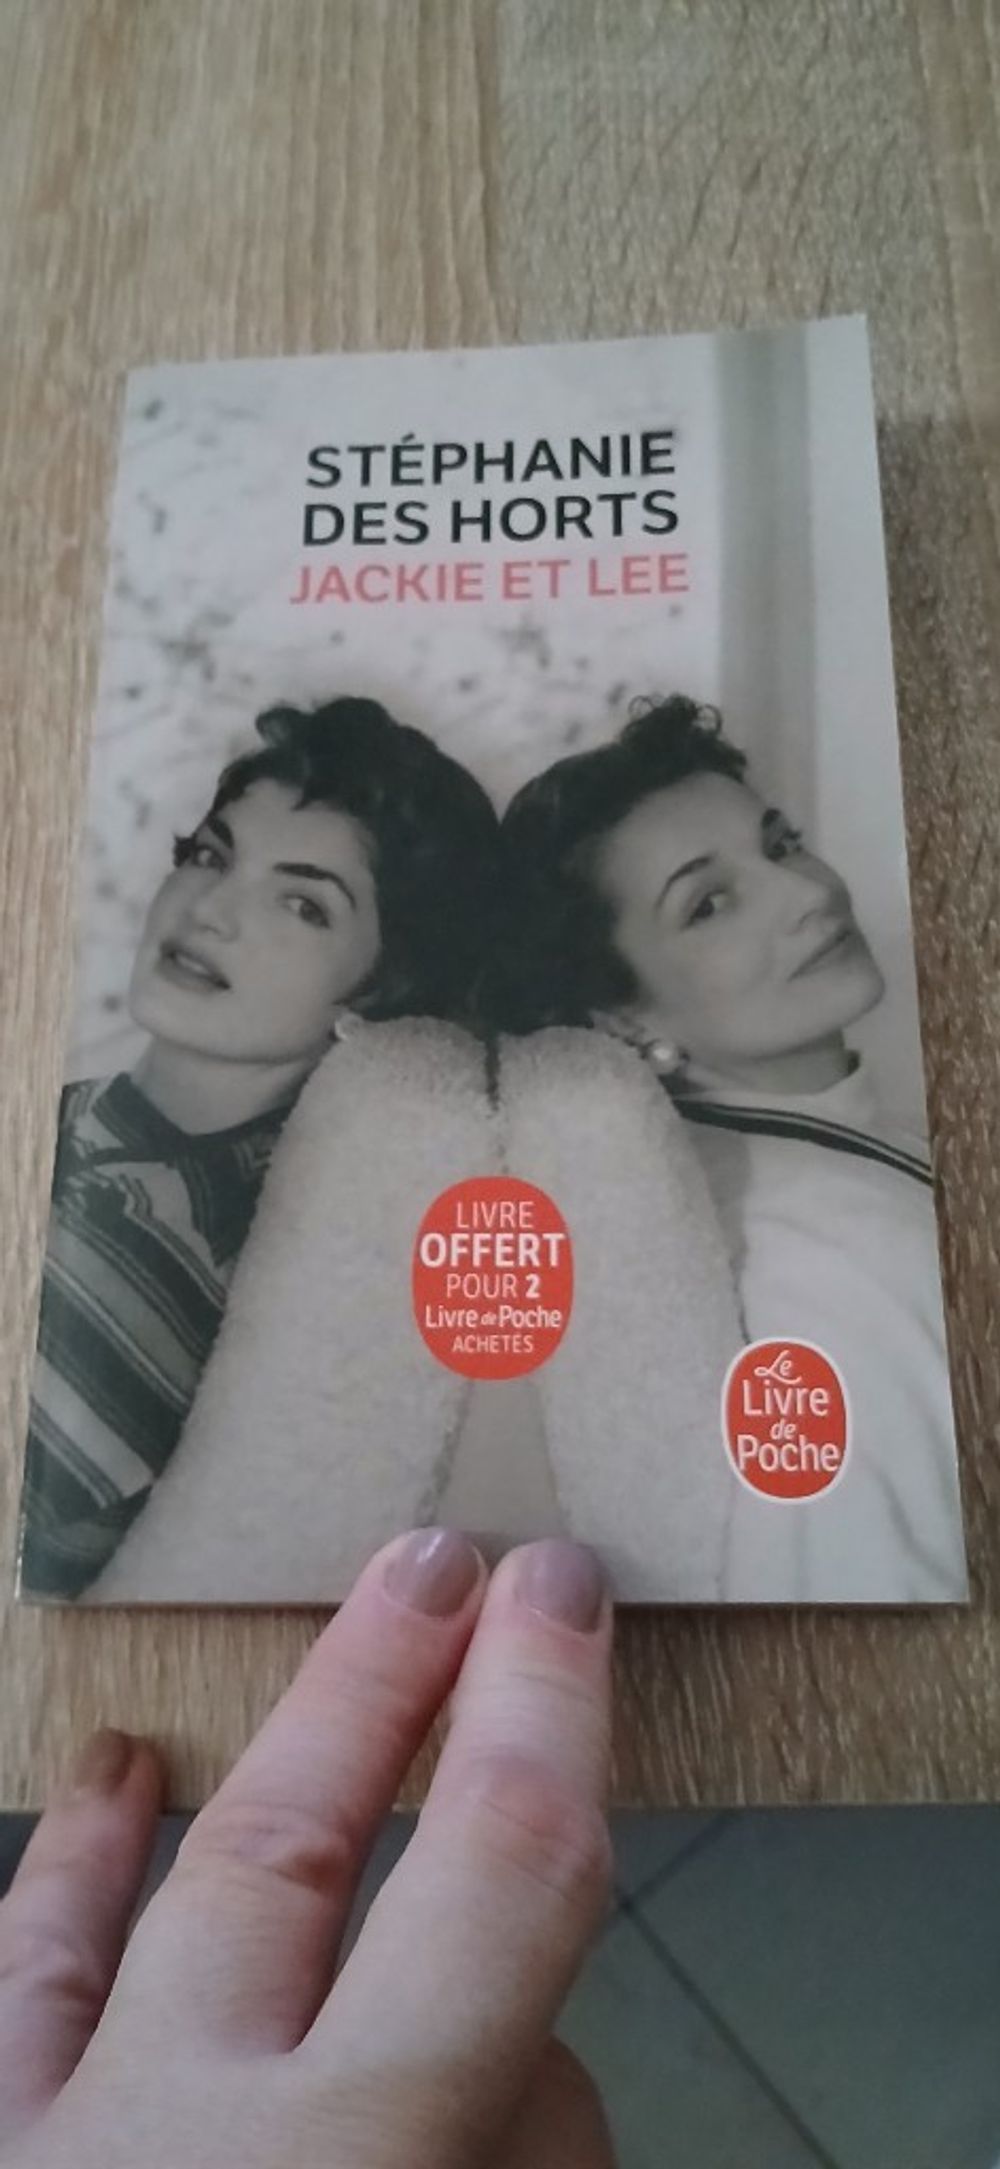 STÉPHANIE
DES HORTS
JACKIE ET LEE
LIVRE
OFFERT
POUR 2
Livre de Poche
ACHETÉS
Le
Livre
de
Poche